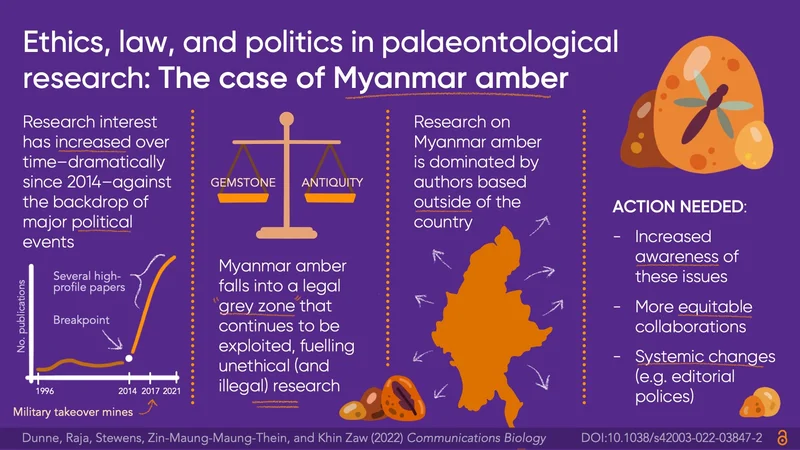 Ethics, law, and politics in palaeontological
research: The case of Myanmar amber
Research interest
has increased over
time–dramatically
since 2014–against
the backdrop of
major political
events
No. publications
Several high-
profile papers
Breakpoint
1996
2014
2017
2021
Military takeover mines
GEMSTONE
ANTIQUITY
Myanmar amber
falls into a legal
"grey zone" that
continues to be
exploited, fuelling
unethical (and
illegal) research
Research on
Myanmar amber
is dominated by
authors based
outside of the
country
ACTION NEEDED:
- Increased
awareness of
these issues
- More equitable
collaborations
- Systemic changes
(e.g. editorial
polices)
Dunne, Raja, Stewens, Zin-Maung-Maung-Thein, and Khin Zaw (2022) Communications Biology
DOI:10.1038/s42003-022-03847-2